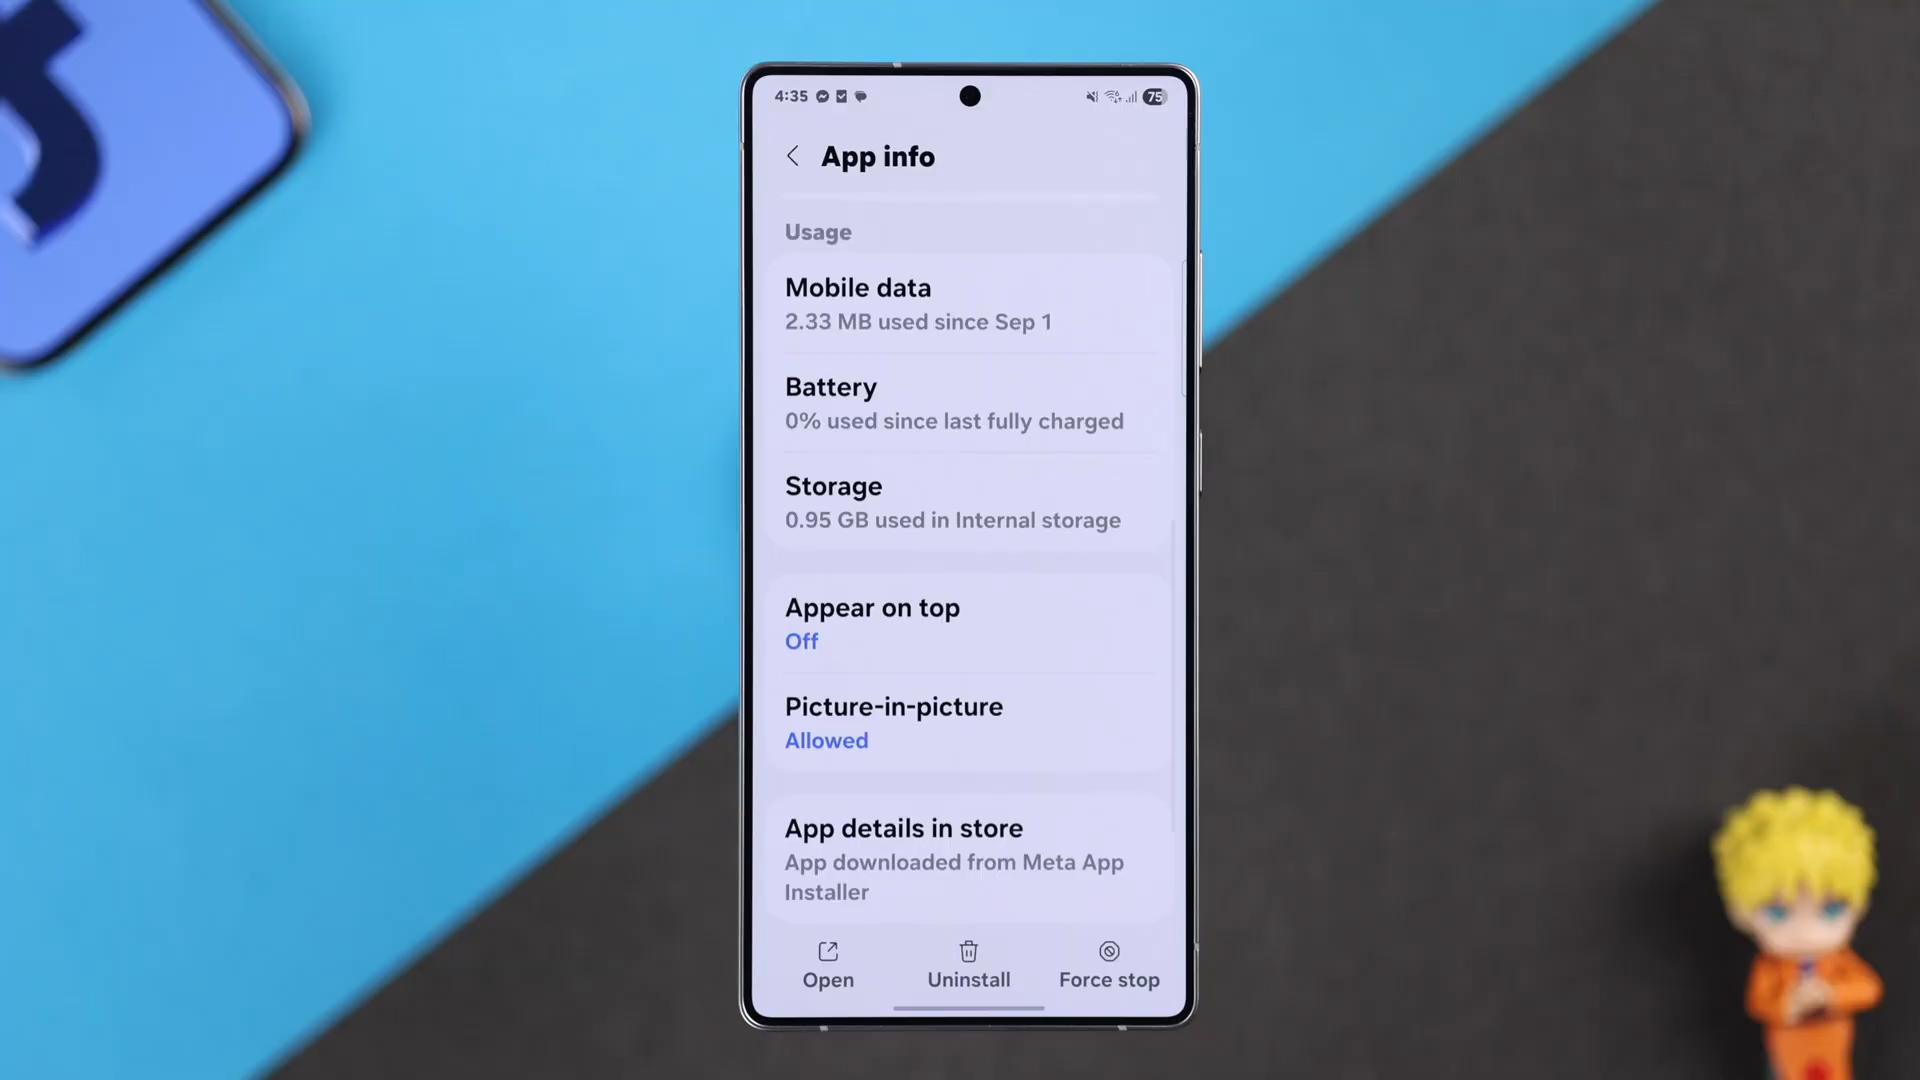 4:35
75
App info
Usage
Mobile data
2.33 MB used since Sep 1
Battery
0% used since last fully charged
Storage
0.95 GB used in Internal storage
Appear on top
Off
Picture-in-picture
Allowed
App details in store
App downloaded from Meta App
Installer
Open
Uninstall
Force stop